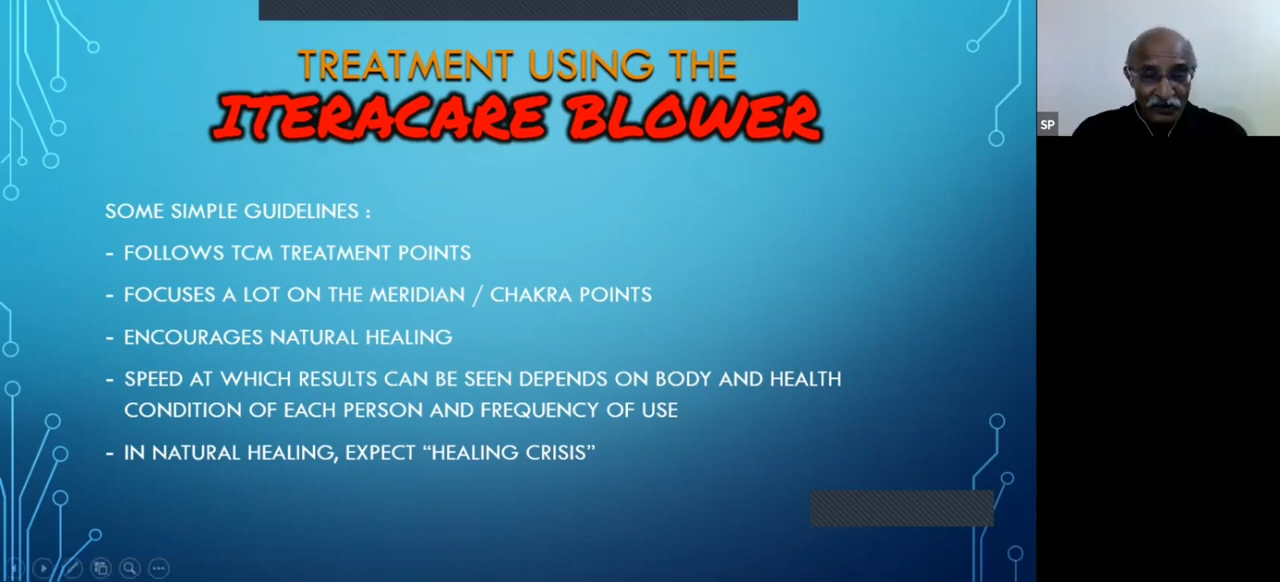 TREATMENT USING THE
ITERACARE BLOWER
SOME SIMPLE GUIDELINES :
- FOLLOWS TCM TREATMENT POINTS
- FOCUSES A LOT ON THE MERIDIAN / CHAKRA POINTS
- ENCOURAGES NATURAL HEALING
- SPEED AT WHICH RESULTS CAN BE SEEN DEPENDS ON BODY AND HEALTH
CONDITION OF EACH PERSON AND FREQUENCY OF USE
- IN NATURAL HEALING, EXPECT “HEALING CRISIS”
SP